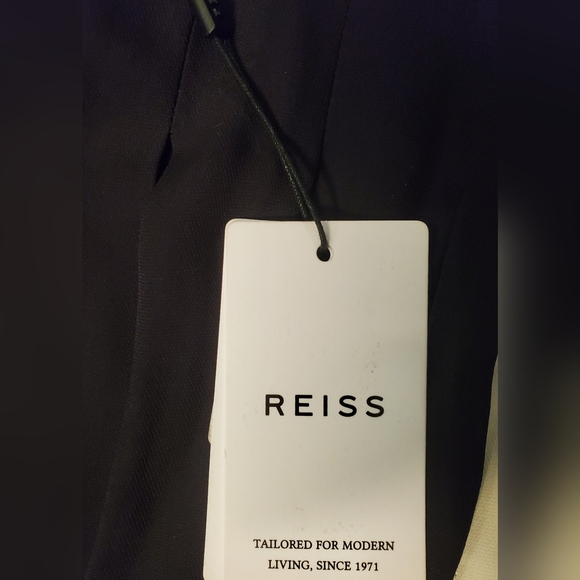 REISS
TAILORED FOR MODERN
LIVING, SINCE 1971